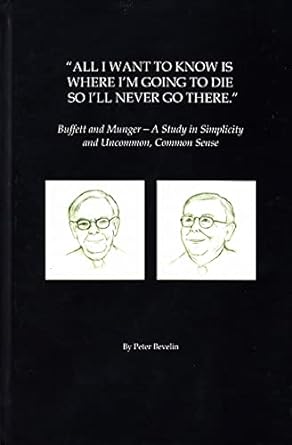 "ALL I WANT TO KNOW IS
WHERE I'M GOING TO DIE
SO I'LL NEVER GO THERE."
Buffett and Munger – A Study in Simplicity
and Uncommon, Common Sense
By Peter Bevelin